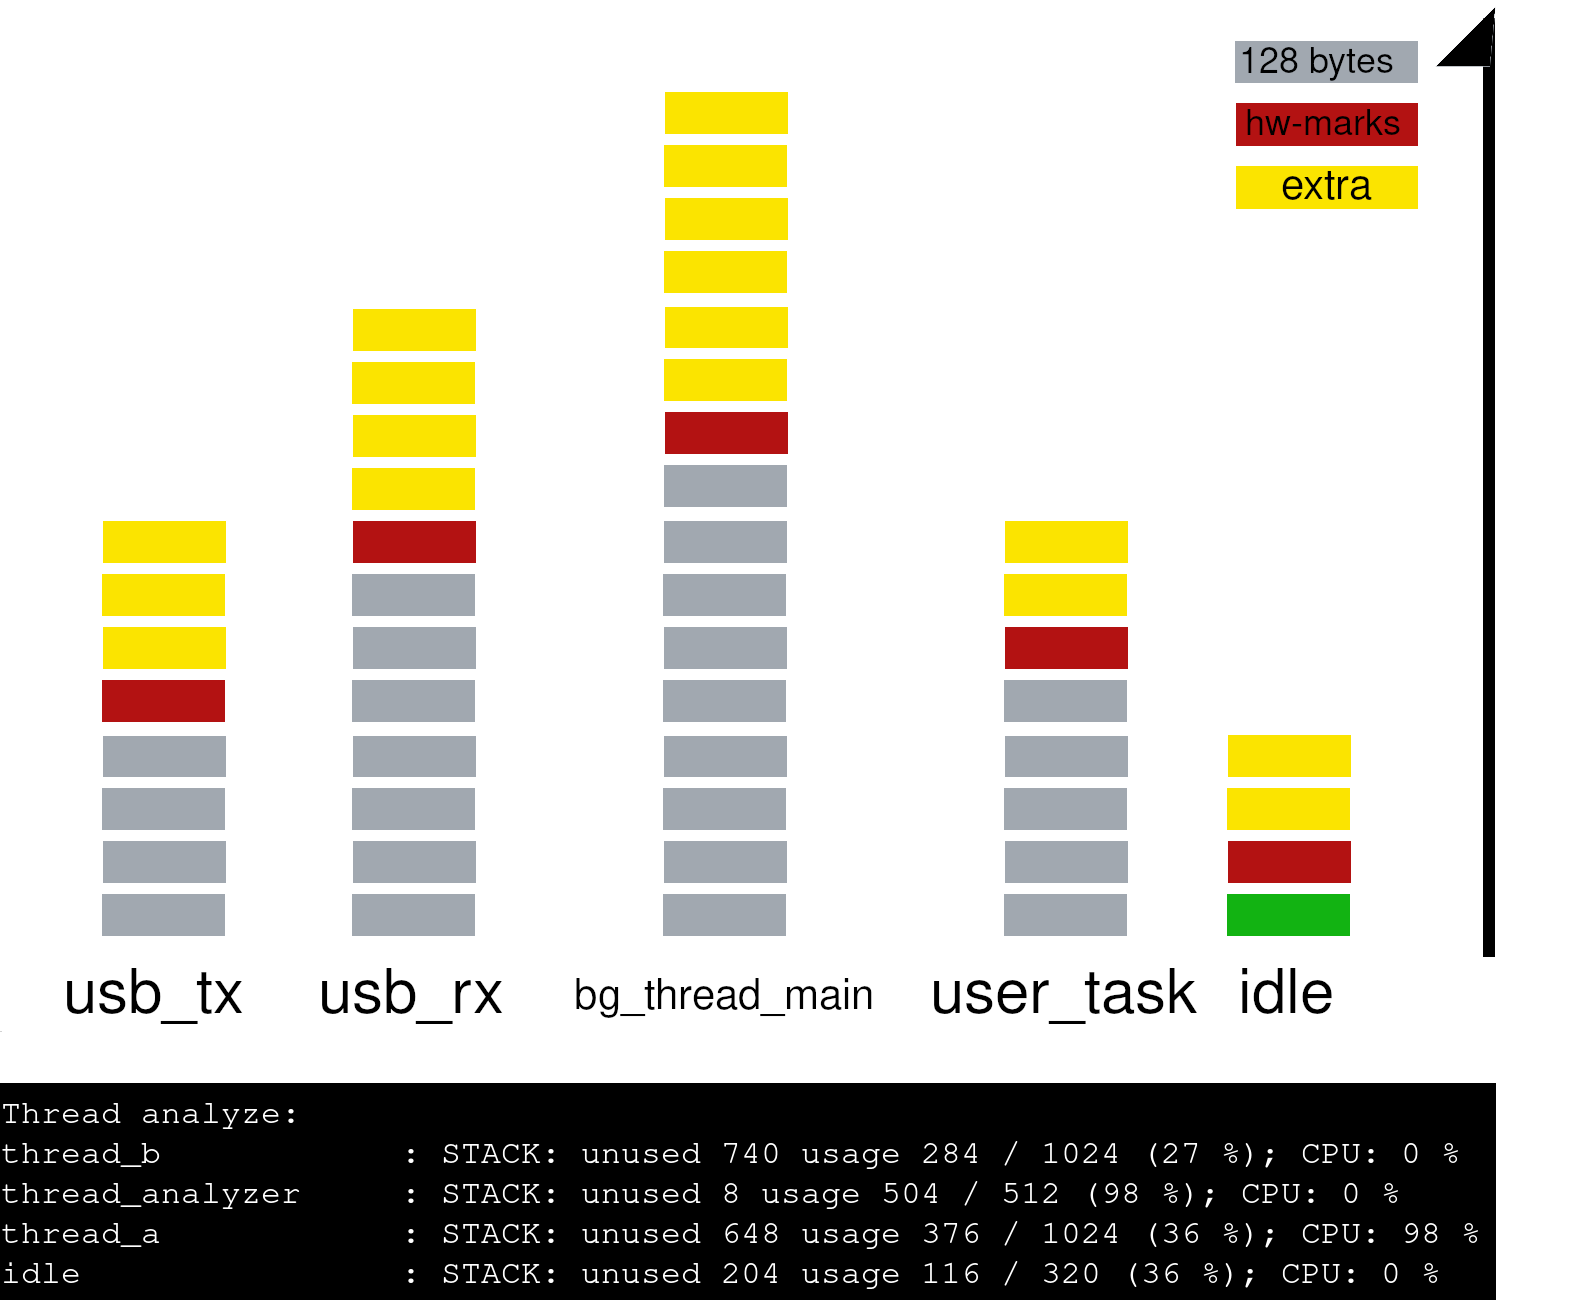 128 bytes
hw-marks
extra
usb_tx usb_rx bg_thread_main user_task idle
Thread analyze:
thread_b : STACK: unused 740 usage 284 / 1024 (27 %); CPU: 0 %
thread_analyzer : STACK: unused 8 usage 504 / 512 (98 %); CPU: 0 %
thread_a : STACK: unused 648 usage 376 / 1024 (36 %); CPU: 98 %
idle : STACK: unused 204 usage 116 / 320 (36 %); CPU: 0 %